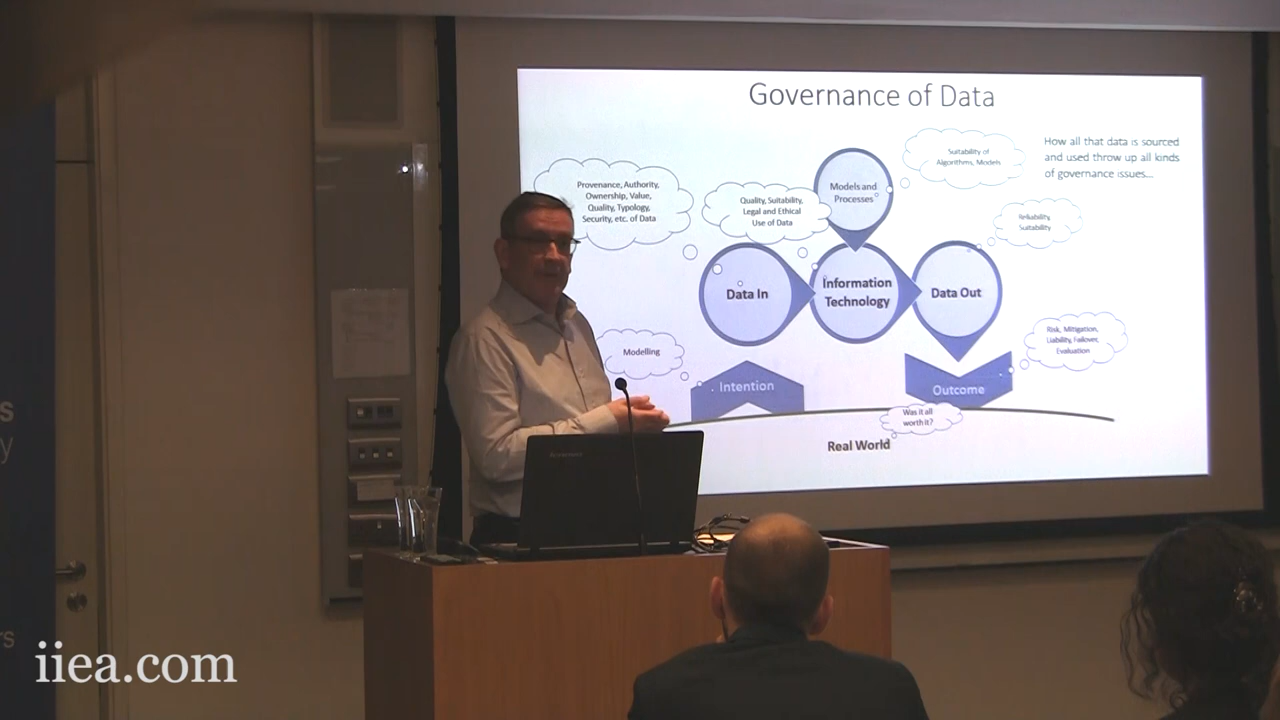 Governance of Data
How all that data is sourced
and used throw up all kinds
of governance issues...
Suitability of
Algorithms, Models
Provenance, Authority,
Ownership, Value,
Quality, Typology,
Security, etc. of Data
Quality, Suitability,
Legal and Ethical
Use of Data
Models and
Processes
Reliability,
Suitability
Data In
Information
Technology
Data Out
Risk, Mitigation,
Liability, Failover,
Evaluation
Modelling
Intention
Outcome
Was it all
worth it?
Real World
s
y
rs
iiea.com